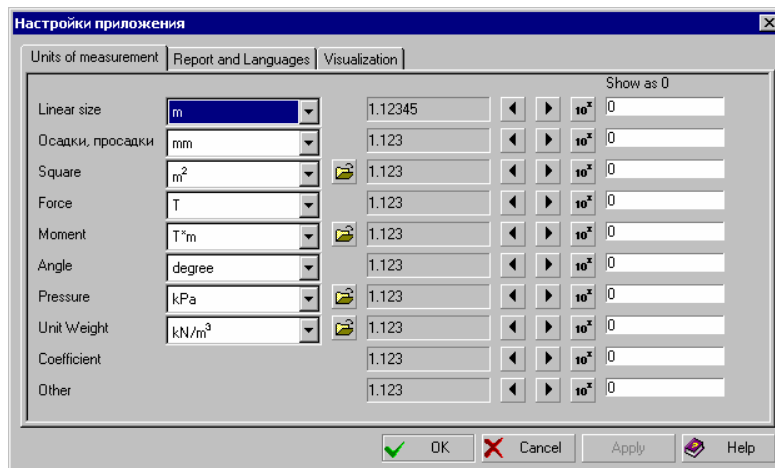 Настройки приложения
Units of measurement Report and Languages Visualization
Show as 0
Linear size m 1.12345 10ˣ 0
Осадки, просадки mm 1.123 10ˣ 0
Square m² 1.123 10ˣ 0
Force T 1.123 10ˣ 0
Moment T*m 1.123 10ˣ 0
Angle degree 1.123 10ˣ 0
Pressure kPa 1.123 10ˣ 0
Unit Weight kN/m³ 1.123 10ˣ 0
Coefficient 1.123 10ˣ 0
Other 1.123 10ˣ 0
OK Cancel Apply Help